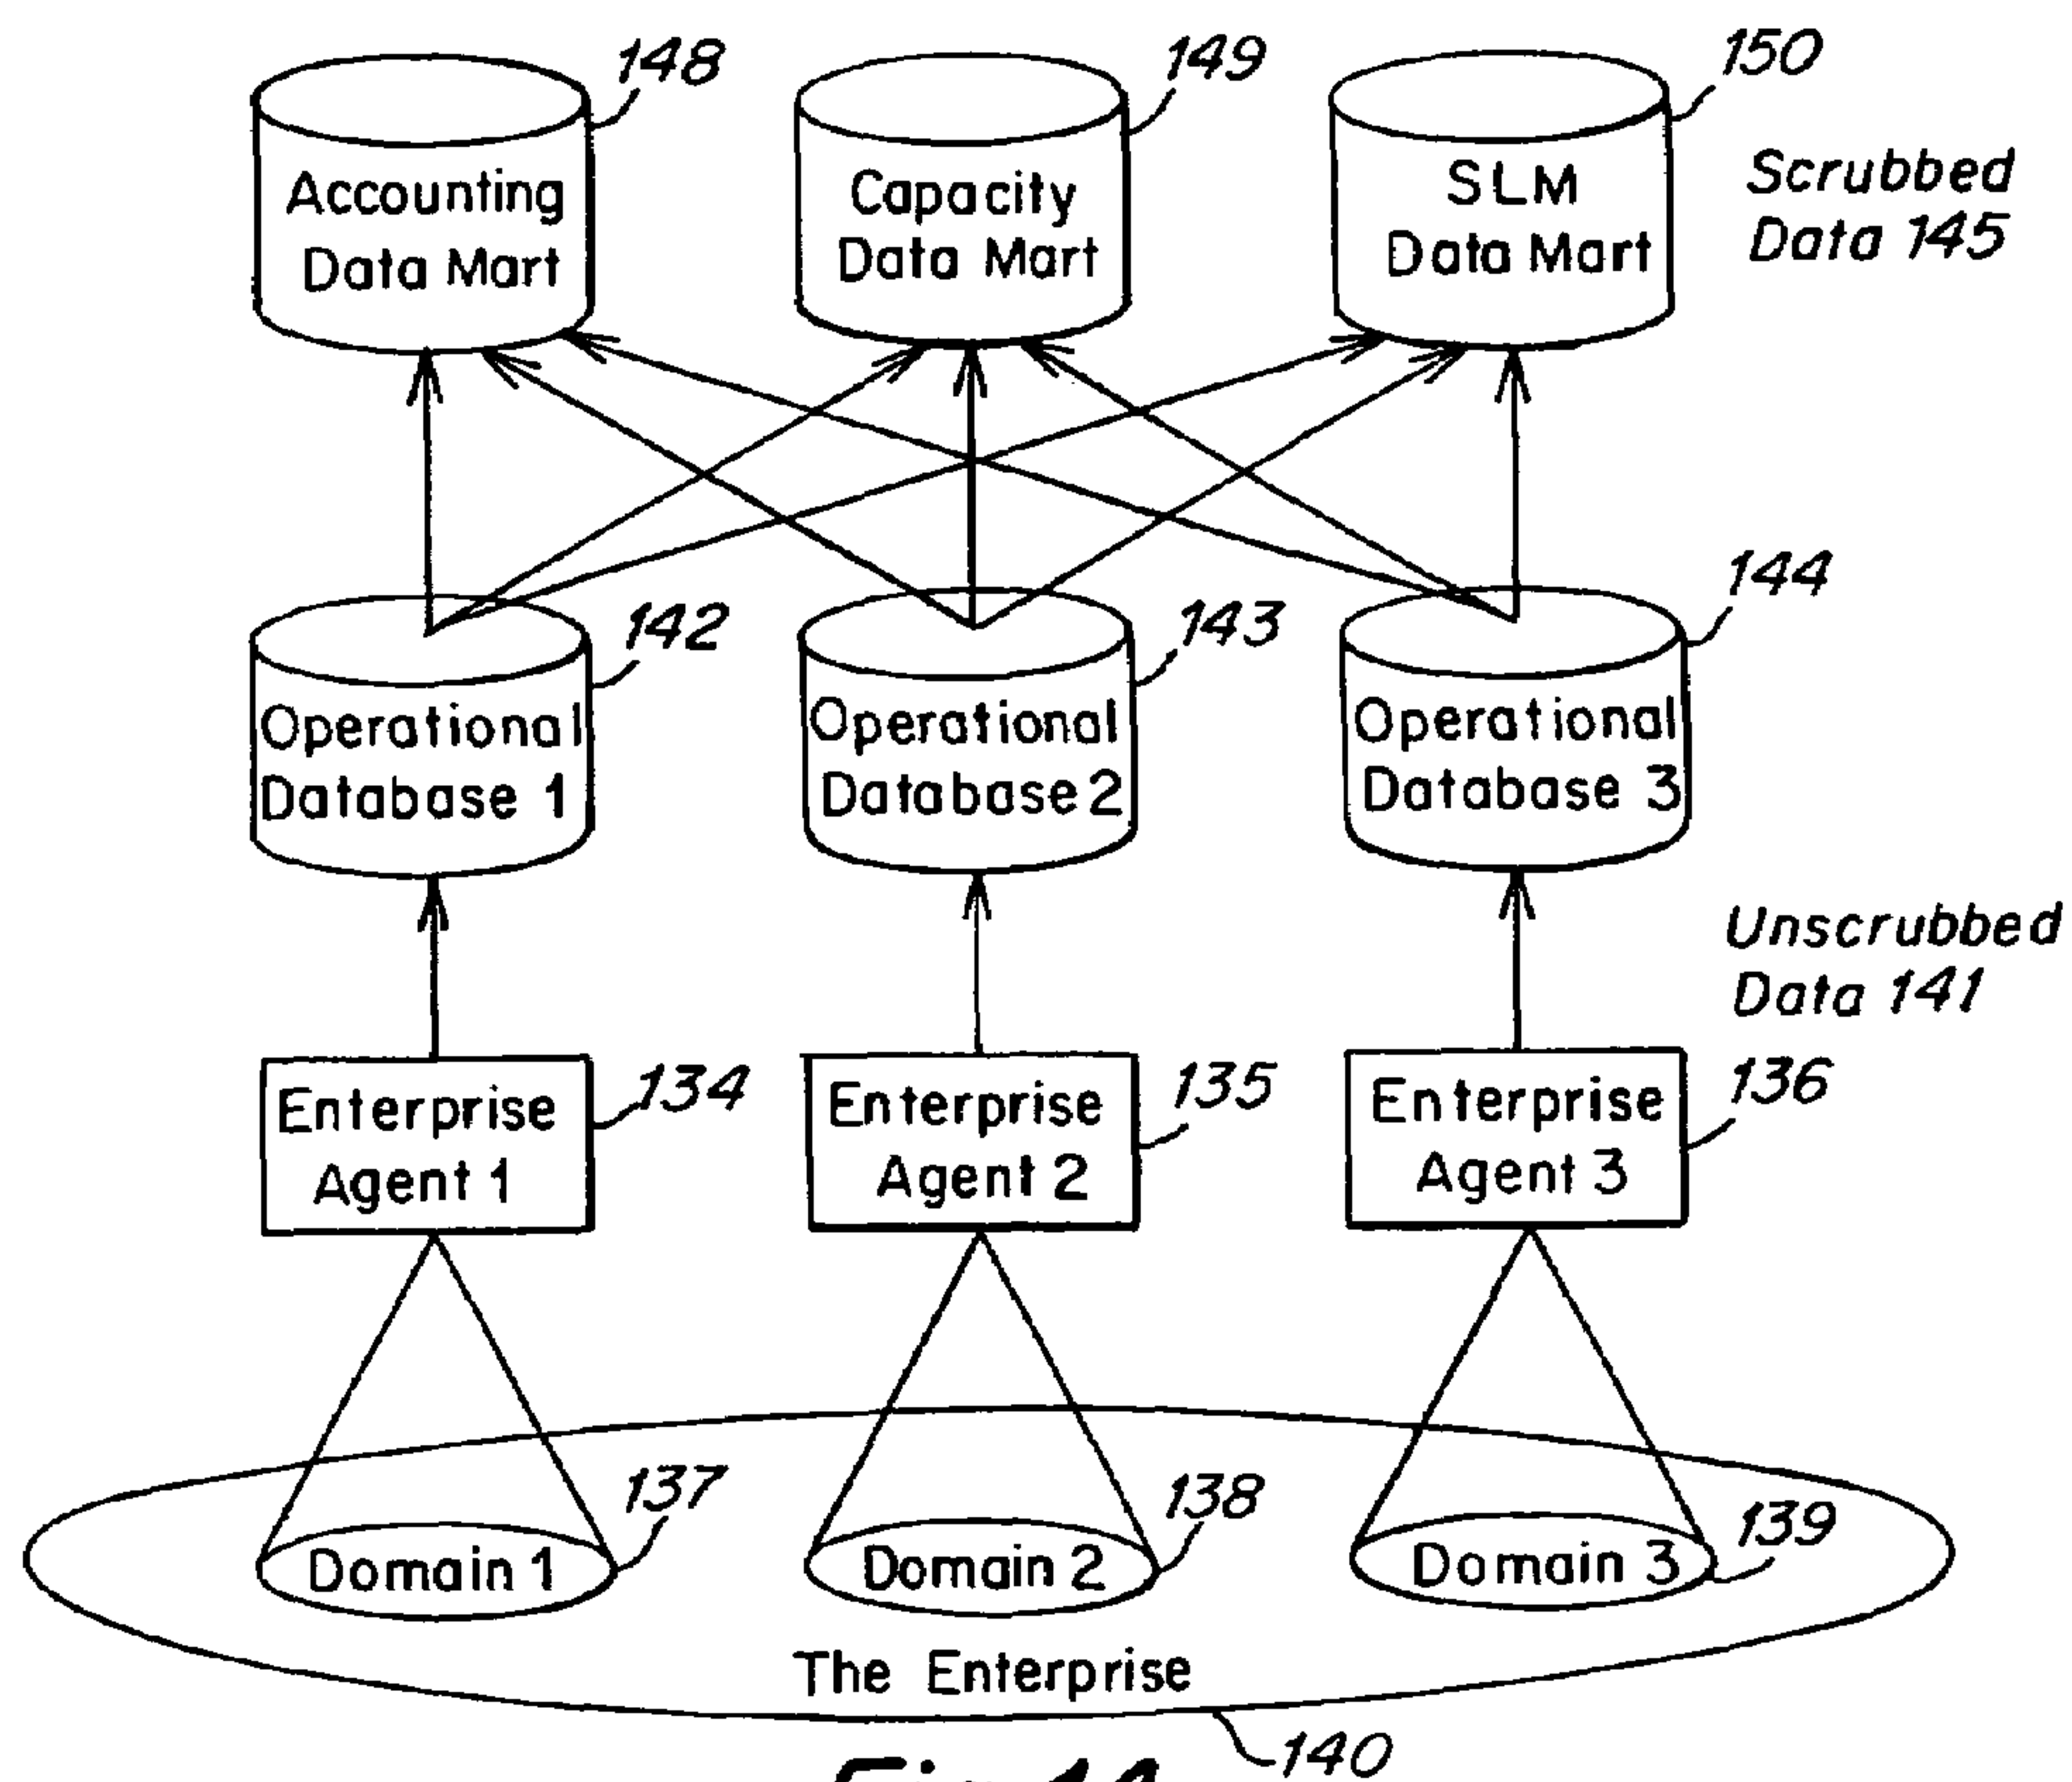 148
149
150
Accounting
Data Mart
Capacity
Data Mart
SLM
Data Mart
Scrubbed
Data 145
142
143
144
Operational
Database 1
Operational
Database 2
Operational
Database 3
Unscrubbed
Data 141
134
135
136
Enterprise
Agent 1
Enterprise
Agent 2
Enterprise
Agent 3
137
138
139
Domain 1
Domain 2
Domain 3
The Enterprise
140